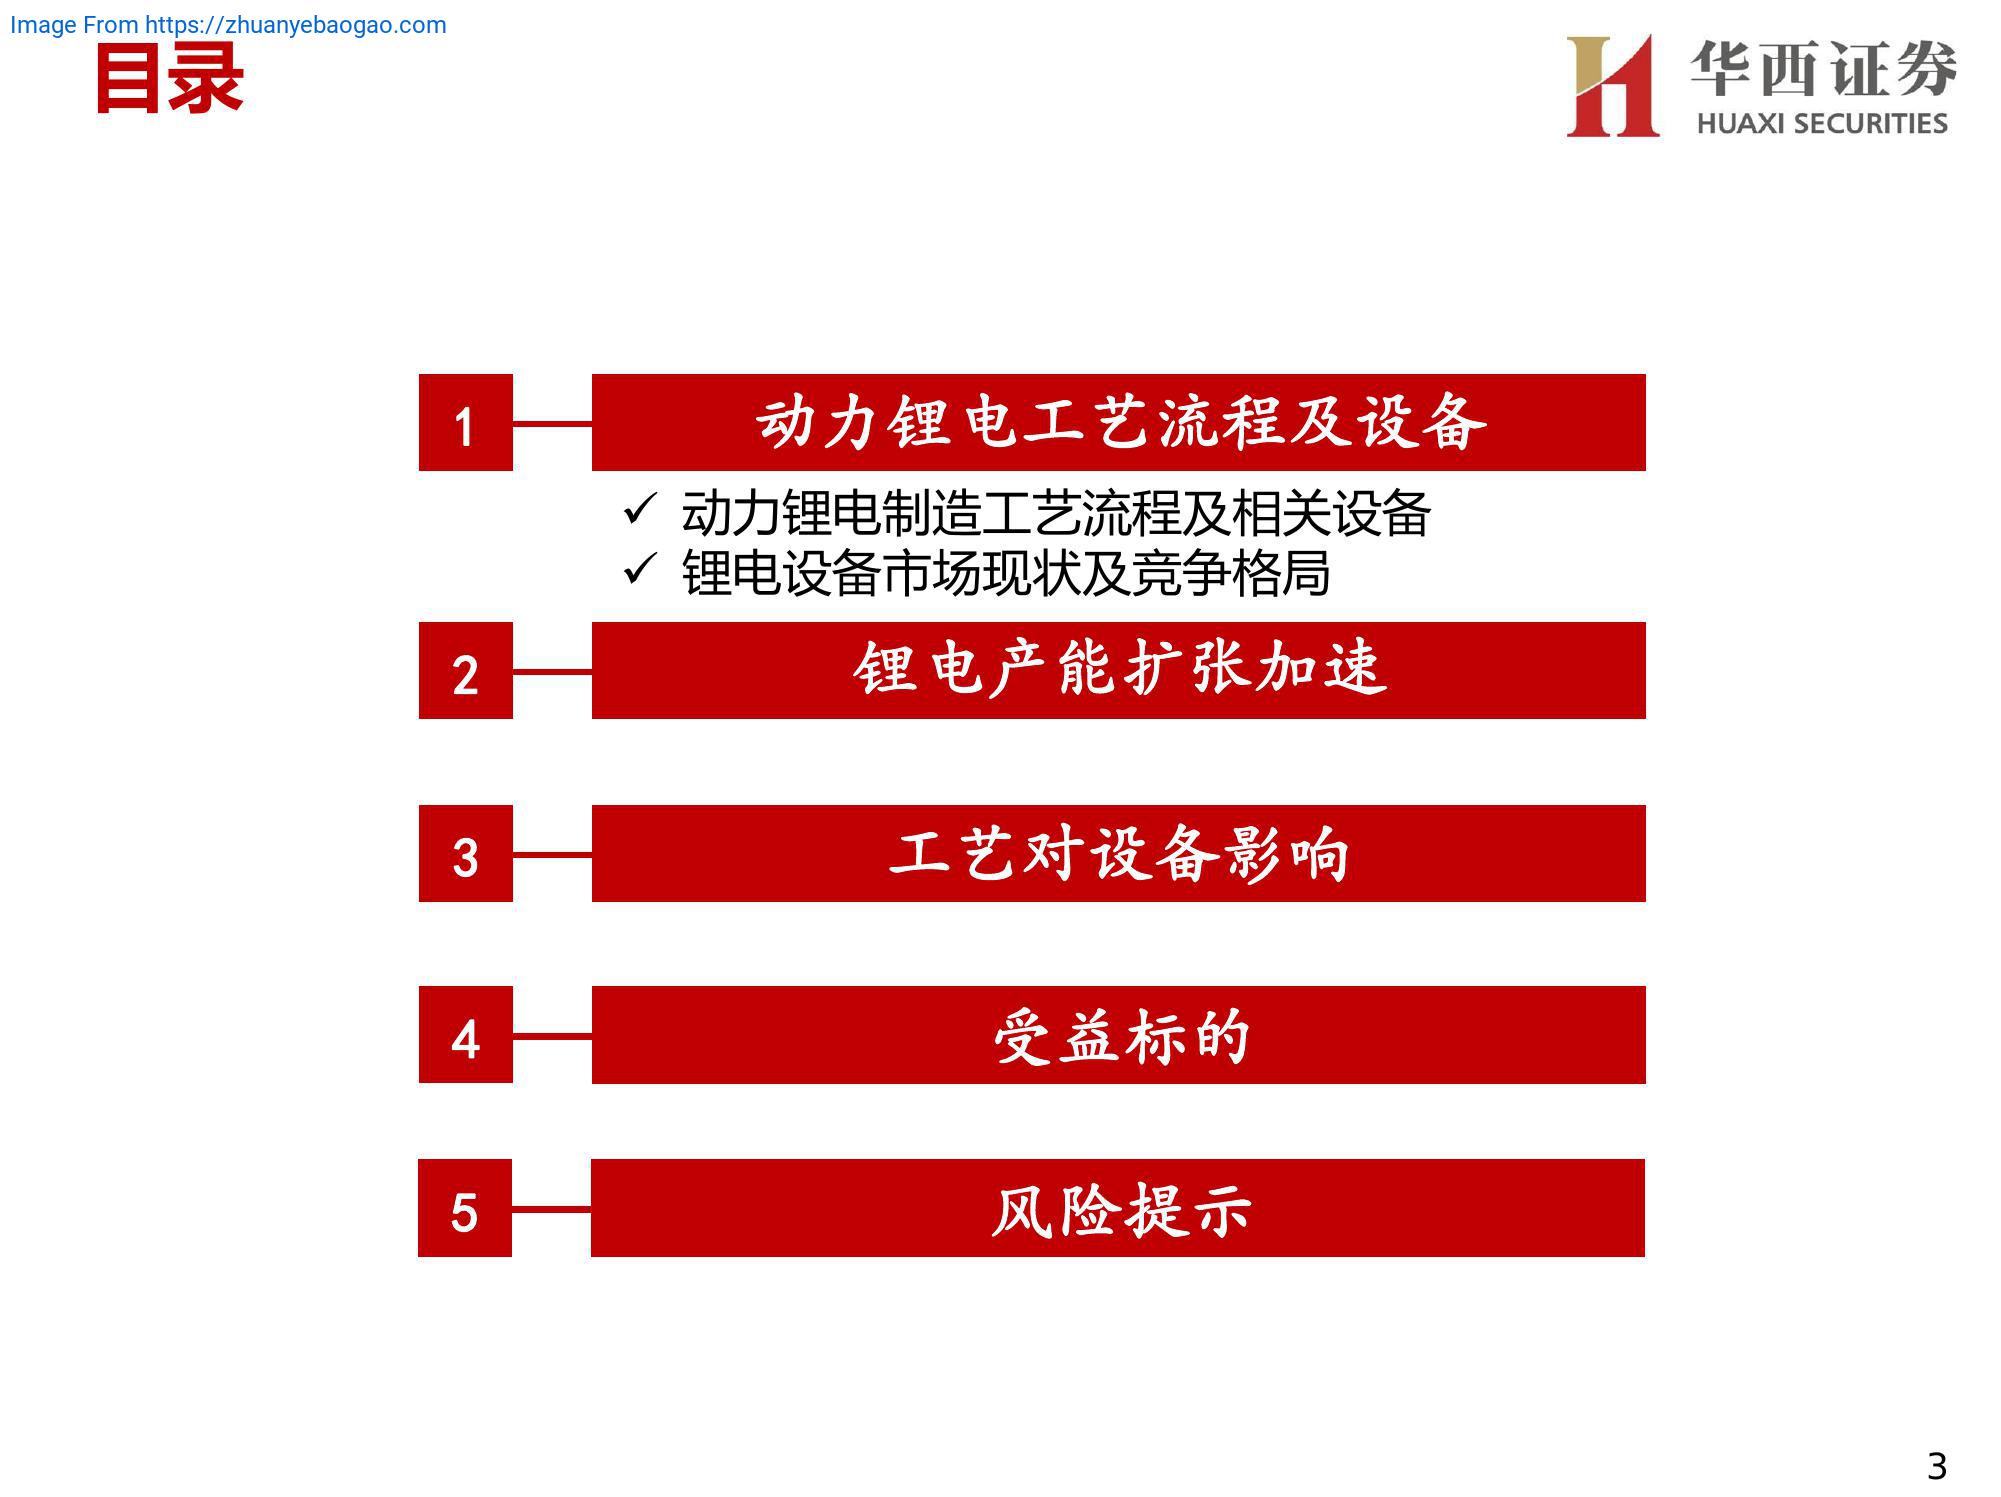 Image From https://zhuanyebaogao.com
目录
华西证券
HUAXI SECURITIES
1
动力锂电工艺流程及设备
✓ 动力锂电制造工艺流程及相关设备
✓ 锂电设备市场现状及竞争格局
2
锂电产能扩张加速
3
工艺对设备影响
4
受益标的
5
风险提示
3